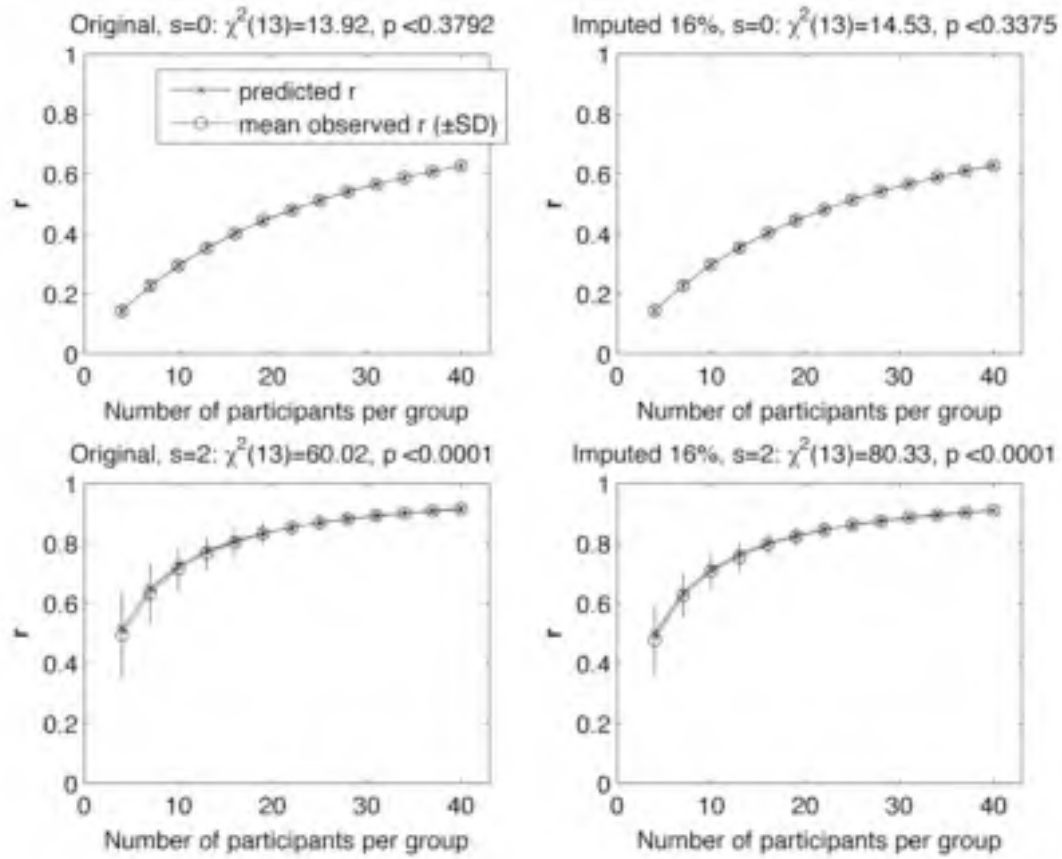 Original, s=0: χ²(13)=13.92, p <0.3792
1
0.8
0.6
0.4
0.2
0
r
predicted r
mean observed r (±SD)
0 10 20 30 40
Number of participants per group
Imputed 16%, s=0: χ²(13)=14.53, p <0.3375
1
0.8
0.6
0.4
0.2
0
r
0 10 20 30 40
Number of participants per group
Original, s=2: χ²(13)=60.02, p <0.0001
1
0.8
0.6
0.4
0.2
0
r
0 10 20 30 40
Number of participants per group
Imputed 16%, s=2: χ²(13)=80.33, p <0.0001
1
0.8
0.6
0.4
0.2
0
r
0 10 20 30 40
Number of participants per group